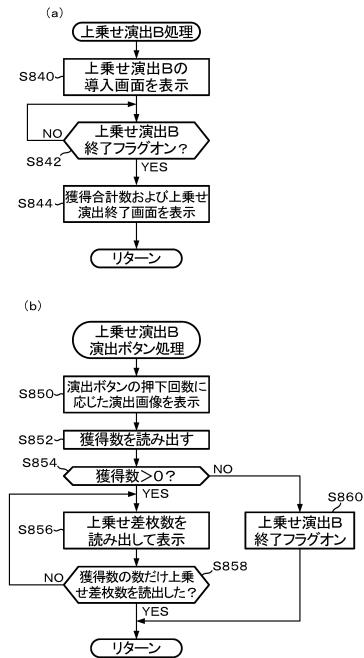 (a)
上乗せ演出B処理
S840
上乗せ演出Bの
導入画面を表示
NO
上乗せ演出B
終了フラグオン?
S842
YES
S844
獲得合計数および上乗せ
演出終了画面を表示
リターン
(b)
上乗せ演出B
演出ボタン処理
S850
演出ボタンの押下回数に
応じた演出画像を表示
S852
獲得数を読み出す
S854
獲得数>0?
NO
YES
S860
S856
上乗せ差枚数を
読み出して表示
上乗せ演出B
終了フラグオン
NO
獲得数の数だけ上乗
せ差枚数を読出した?
S858
YES
リターン